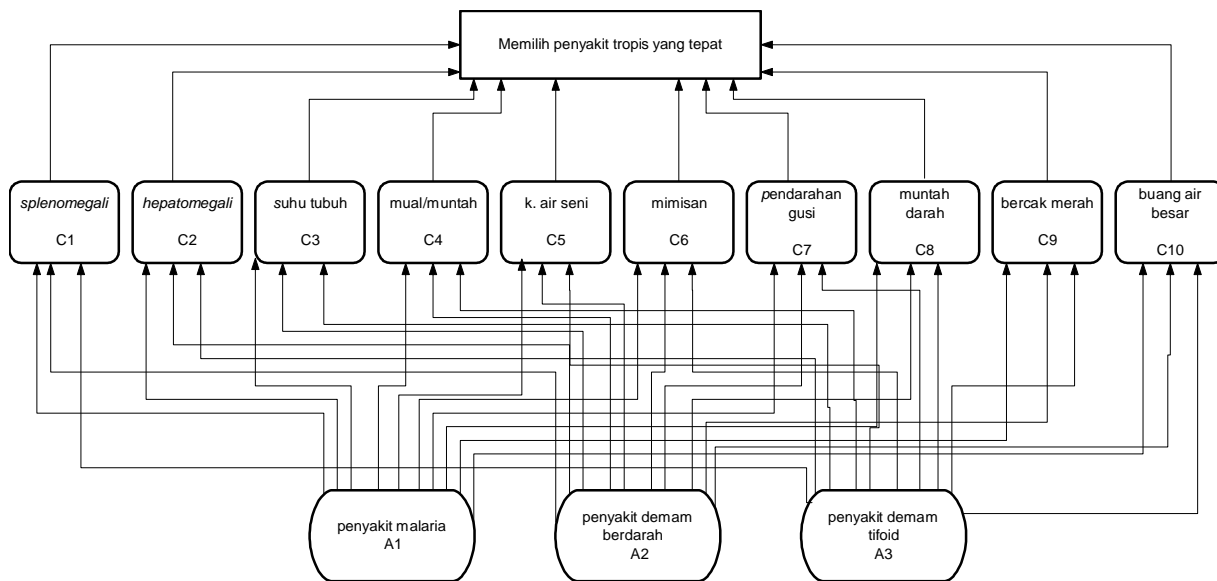 Memilih penyakit tropis yang tepat
splenomegali
C1
hepatomegali
C2
suhu tubuh
C3
mual/muntah
C4
k. air seni
C5
mimisan
C6
pendarahan
gusi
C7
muntah
darah
C8
bercak merah
C9
buang air
besar
C10
penyakit malaria
A1
penyakit demam
berdarah
A2
penyakit demam
tifoid
A3